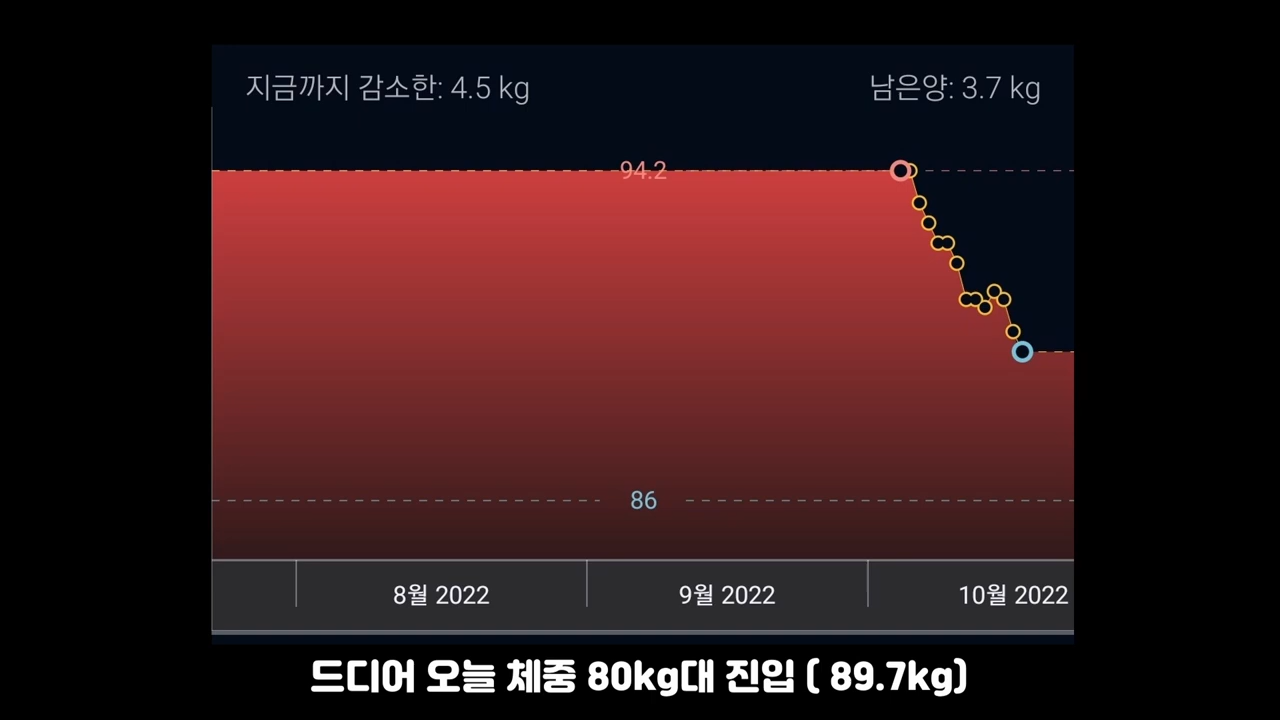 지금까지 감소한: 4.5 kg
남은양: 3.7 kg
94.2
86
8월 2022
9월 2022
10월 2022
드디어 오늘 체중 80kg대 진입 ( 89.7kg)